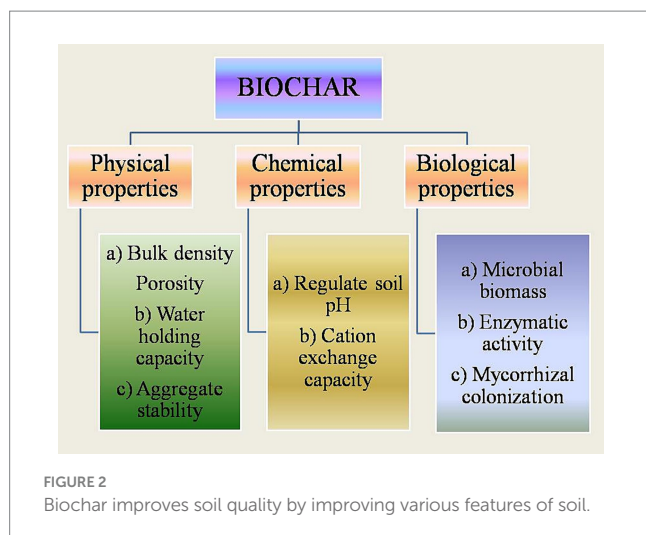 BIOCHAR
Physical
properties
Chemical
properties
Biological
properties
a) Bulk density
Porosity
b) Water
holding
capacity
c) Aggregate
stability
a) Regulate soil
pH
b) Cation
exchange
capacity
a) Microbial
biomass
b) Enzymatic
activity
c) Mycorrhizal
colonization
FIGURE 2
Biochar improves soil quality by improving various features of soil.